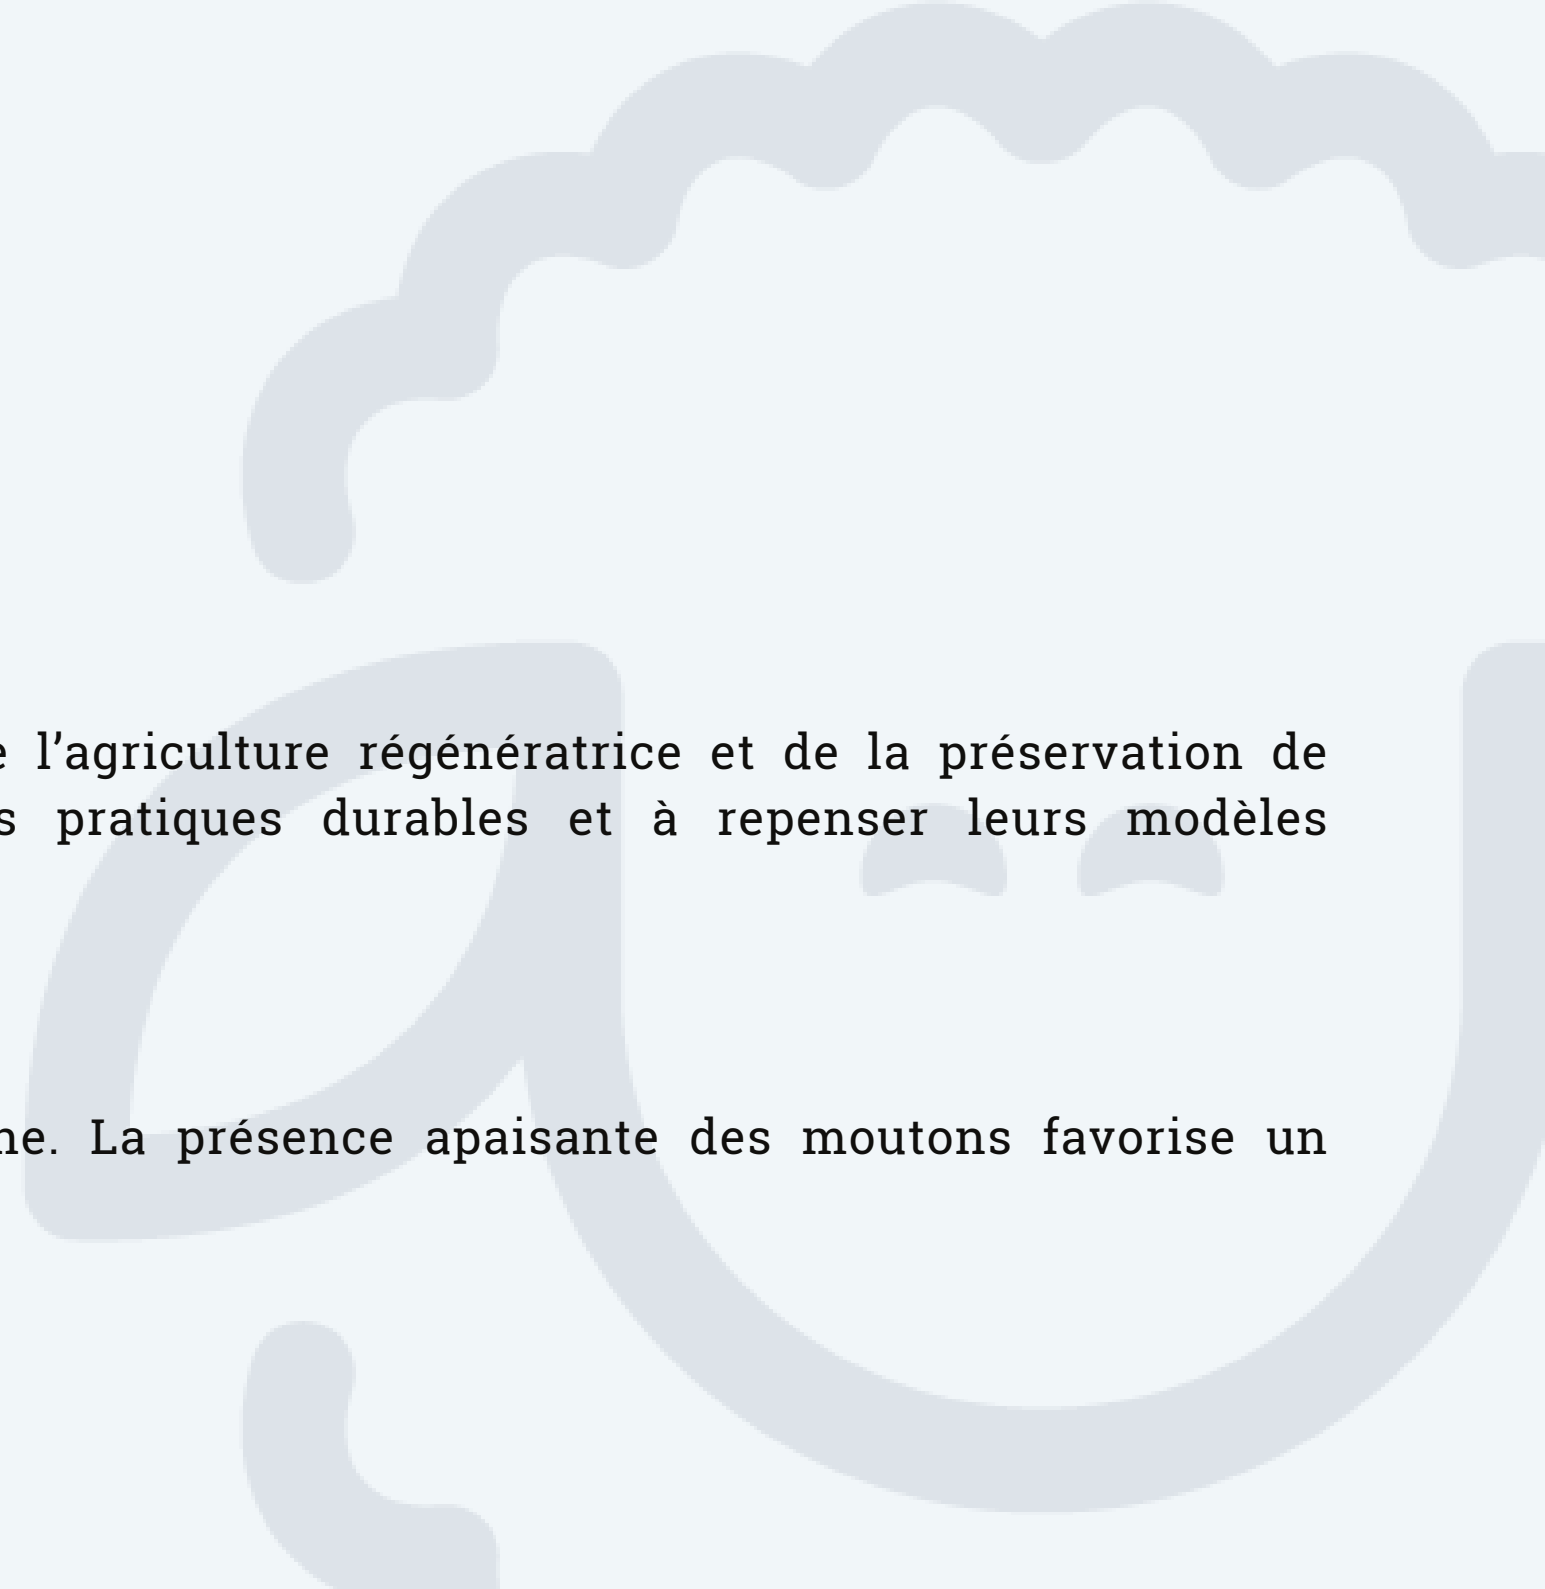 l’agriculture régénératrice et de la préservation de
pratiques durables et à repenser leurs modèles
La présence apaisante des moutons favorise un